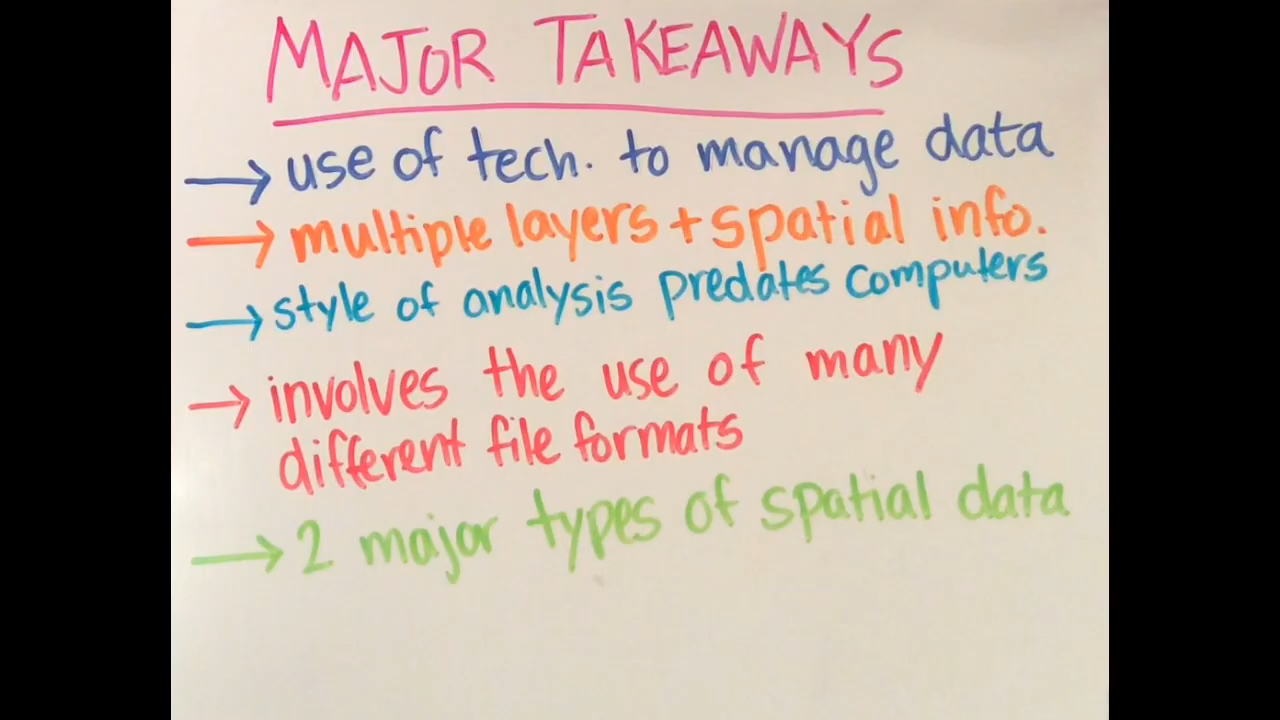 MAJOR TAKEAWAYS
→ use of tech. to manage data
→ multiple layers + spatial info.
→ style of analysis predates computers
→ involves the use of many
different file formats
→ 2 major types of spatial data